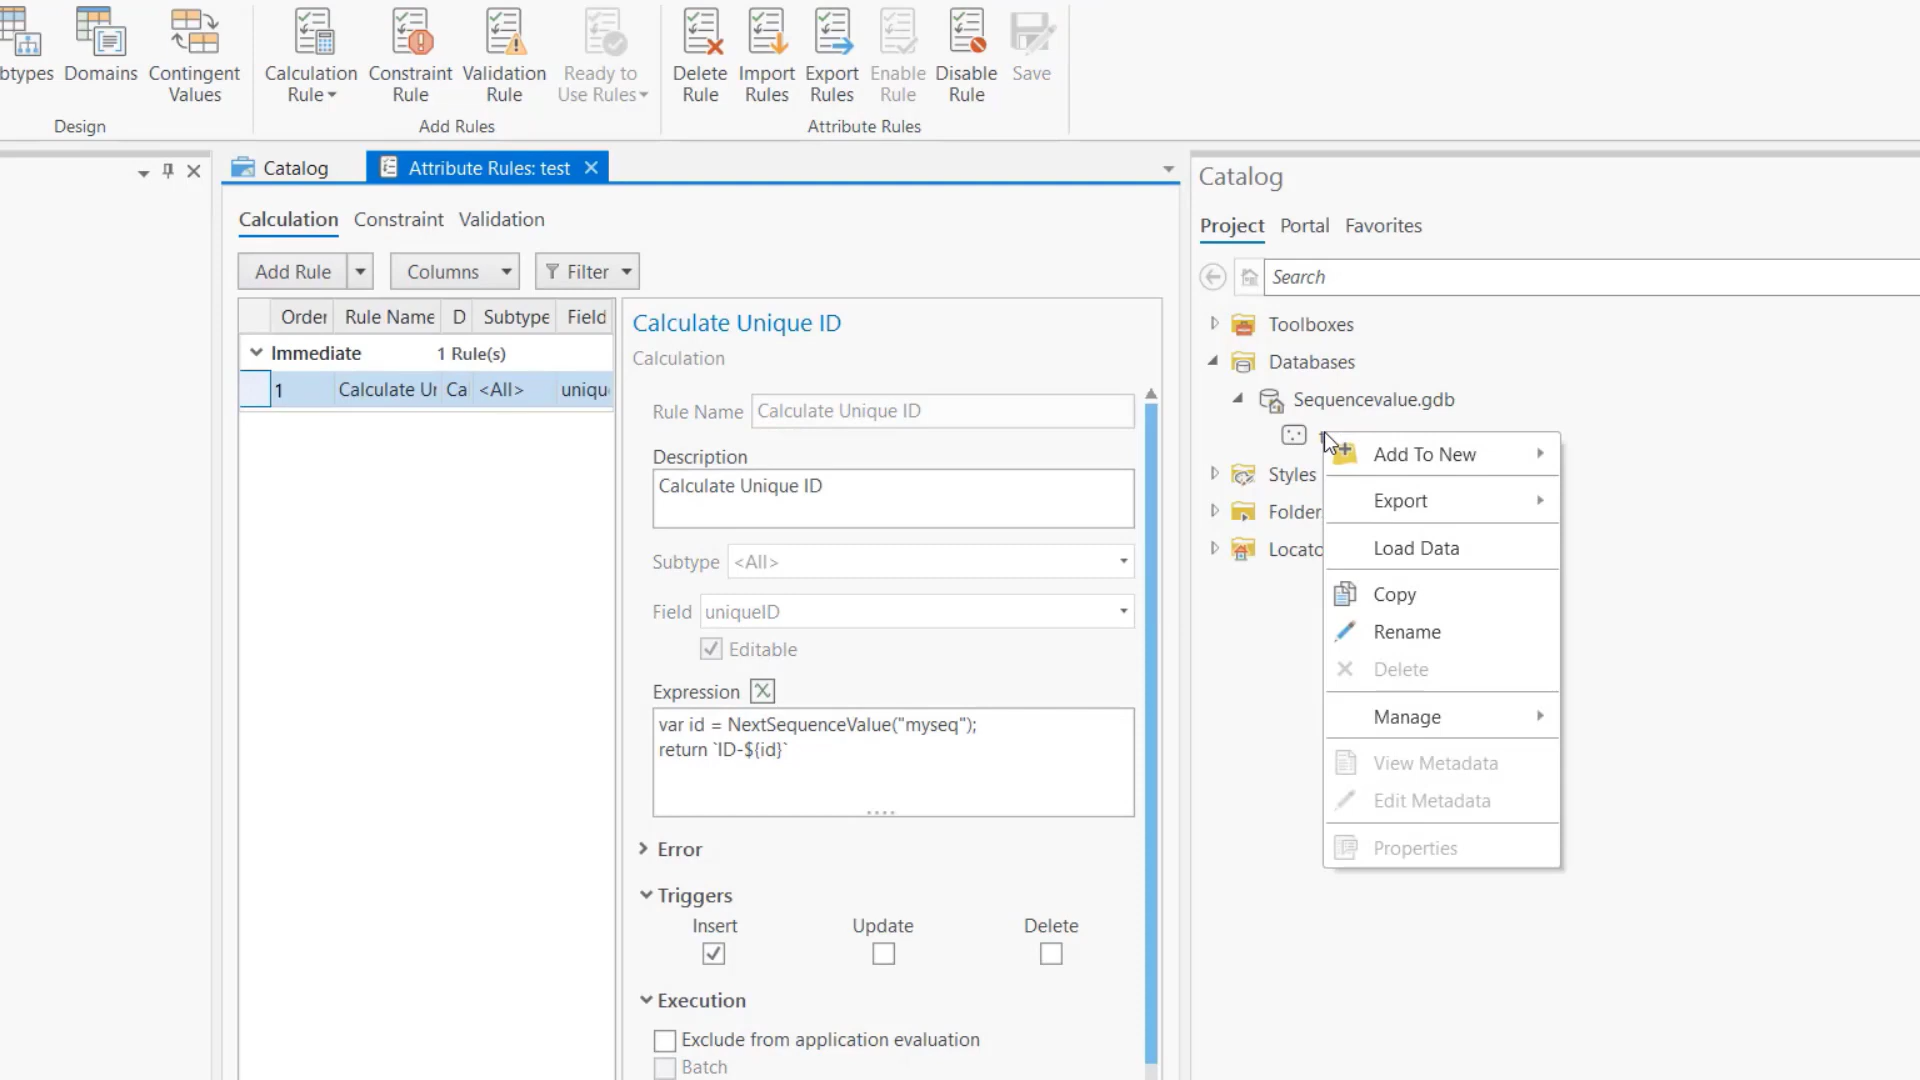 btypes
Domains
Contingent
Values
Design
Calculation
Rule
Constraint
Rule
Validation
Rule
Ready to
Use Rules
Add Rules
Delete
Rule
Import
Rules
Export
Rules
Enable
Rule
Disable
Rule
Save
Attribute Rules
Catalog
Attribute Rules: test
Calculation Constraint Validation
Add Rule
Columns
Filter
Order Rule Name D Subtype Field
Immediate 1 Rule(s)
1 Calculate Ur Ca <All> uniqu
Calculate Unique ID
Calculation
Rule Name Calculate Unique ID
Description
Calculate Unique ID
Subtype <All>
Field uniqueID
Editable
Expression
var id = NextSequenceValue("myseq");
return `ID-${id}`
Error
Triggers
Insert Update Delete
Execution
Exclude from application evaluation
Batch
Catalog
Project Portal Favorites
Search
Toolboxes
Databases
Sequencevalue.gdb
Styles
Folder
Locato
Add To New
Export
Load Data
Copy
Rename
Delete
Manage
View Metadata
Edit Metadata
Properties